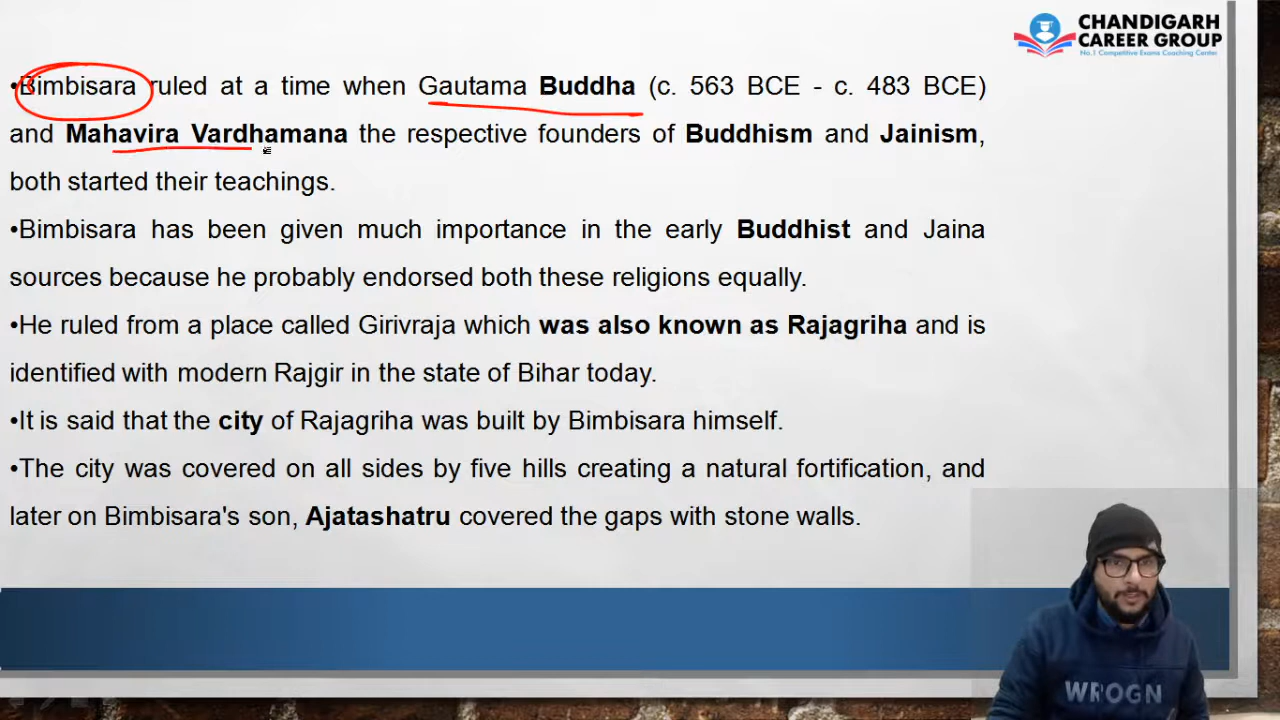 CHANDIGARH
CAREER GROUP
No.1 Competitive Exams Coaching Center
•Bimbisara ruled at a time when Gautama Buddha (c. 563 BCE - c. 483 BCE)
and Mahavira Vardhamana the respective founders of Buddhism and Jainism,
both started their teachings.
•Bimbisara has been given much importance in the early Buddhist and Jaina
sources because he probably endorsed both these religions equally.
•He ruled from a place called Girivraja which was also known as Rajagriha and is
identified with modern Rajgir in the state of Bihar today.
•It is said that the city of Rajagriha was built by Bimbisara himself.
•The city was covered on all sides by five hills creating a natural fortification, and
later on Bimbisara's son, Ajatashatru covered the gaps with stone walls.
WROGN